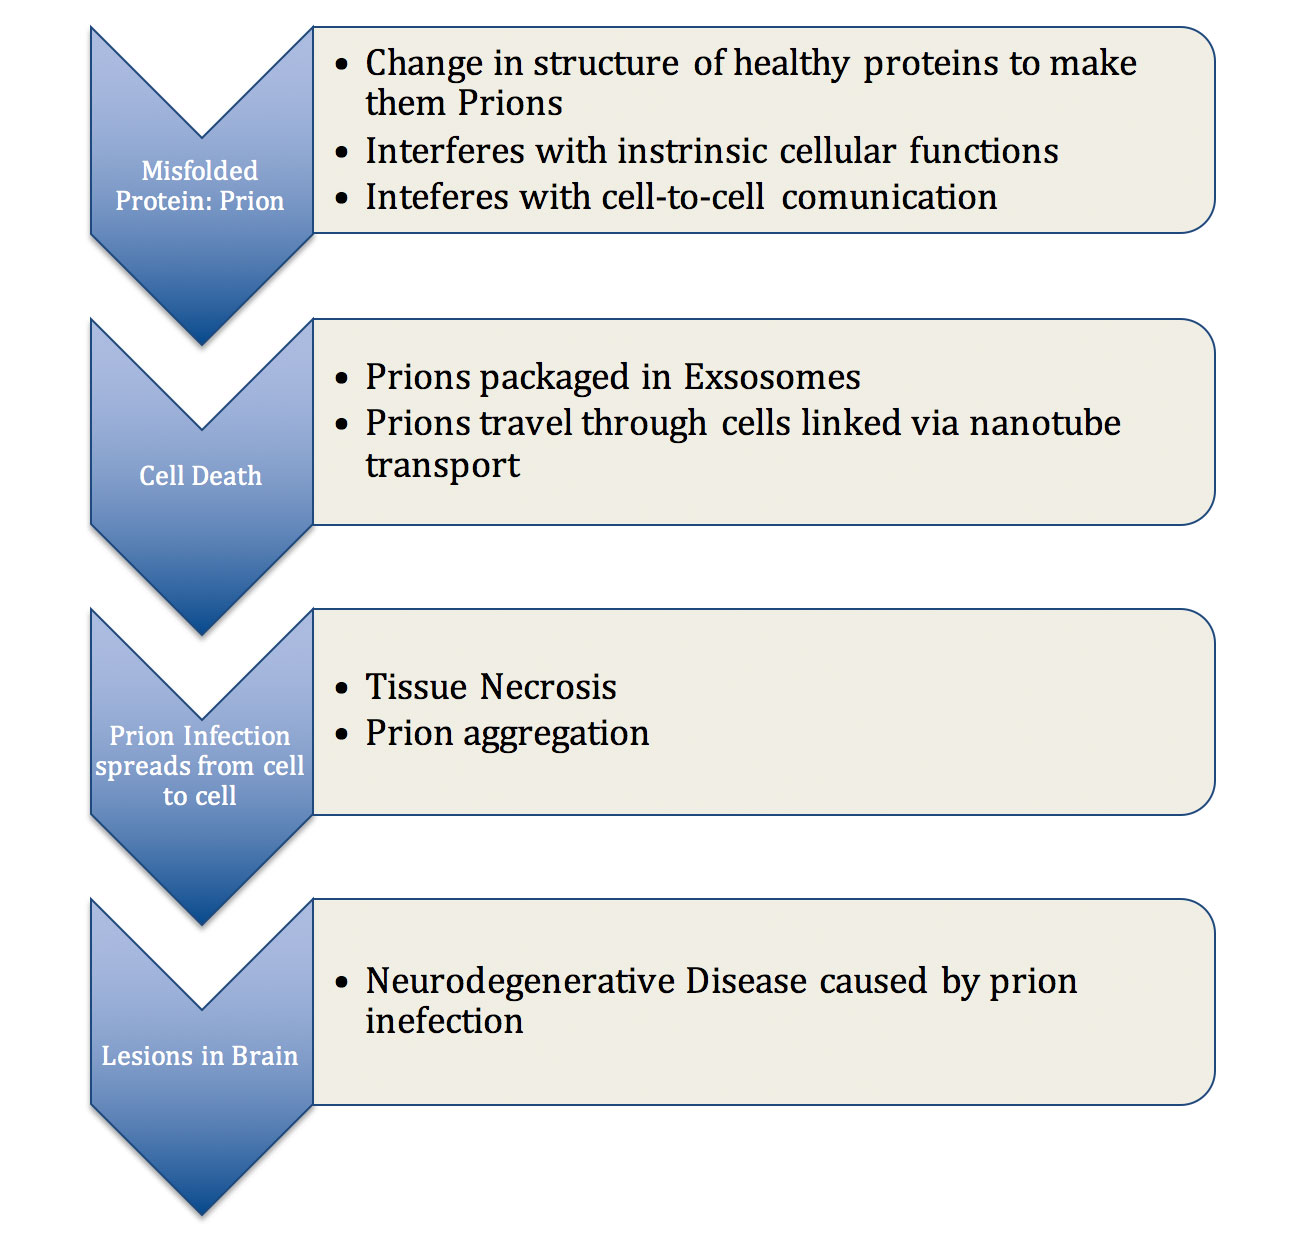 Misfolded
Protein: Prion
• Change in structure of healthy proteins to make
them Prions
• Interferes with instrinsic cellular functions
• Inteferes with cell-to-cell comunication
Cell Death
• Prions packaged in Exsosomes
• Prions travel through cells linked via nanotube
transport
Prion Infection
spreads from cell
to cell
• Tissue Necrosis
• Prion aggregation
Lesions in Brain
• Neurodegenerative Disease caused by prion
inefection